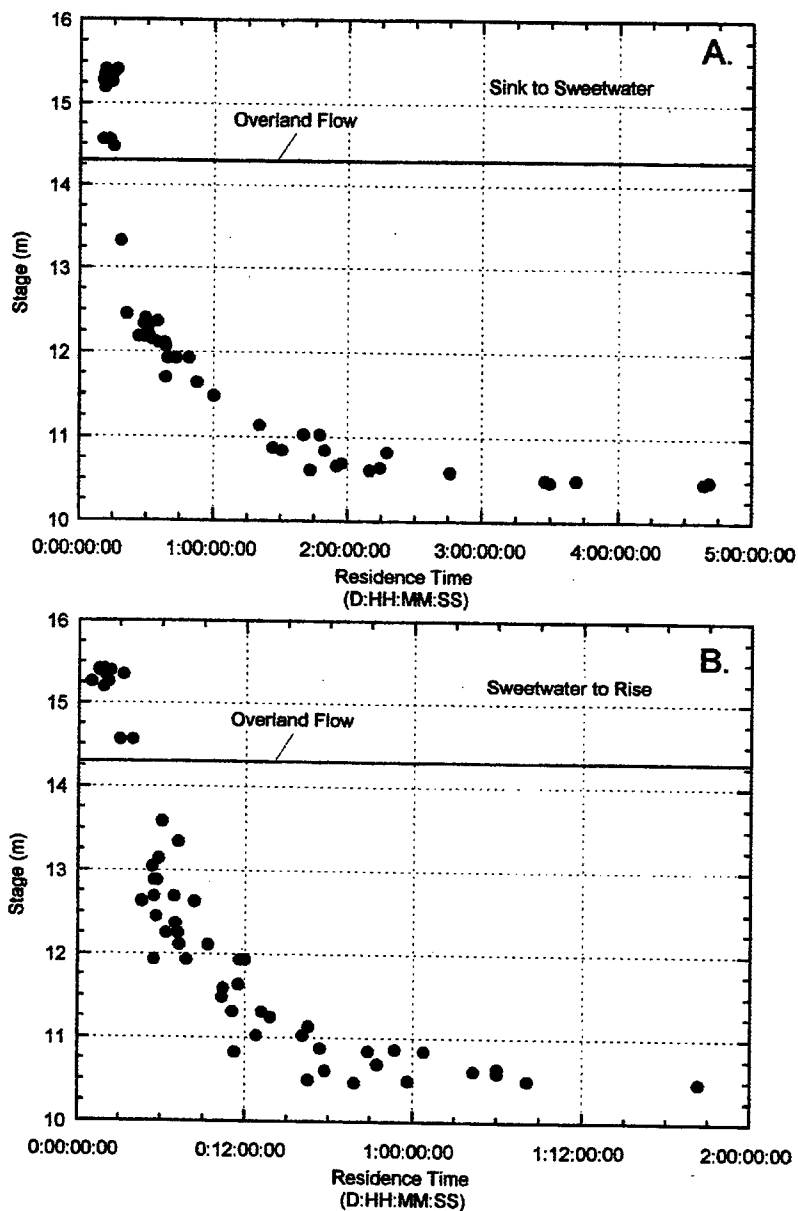 16
A.
Sink to Sweetwater
15
Overland Flow
14
13
Stage (m)
12
11
10
0:00:00:00 1:00:00:00 2:00:00:00 3:00:00:00 4:00:00:00 5:00:00:00
Residence Time
(D:HH:MM:SS)
16
B.
Sweetwater to Rise
15
Overland Flow
14
13
Stage (m)
12
11
10
0:00:00:00 0:12:00:00 1:00:00:00 1:12:00:00 2:00:00:00
Residence Time
(D:HH:MM:SS)